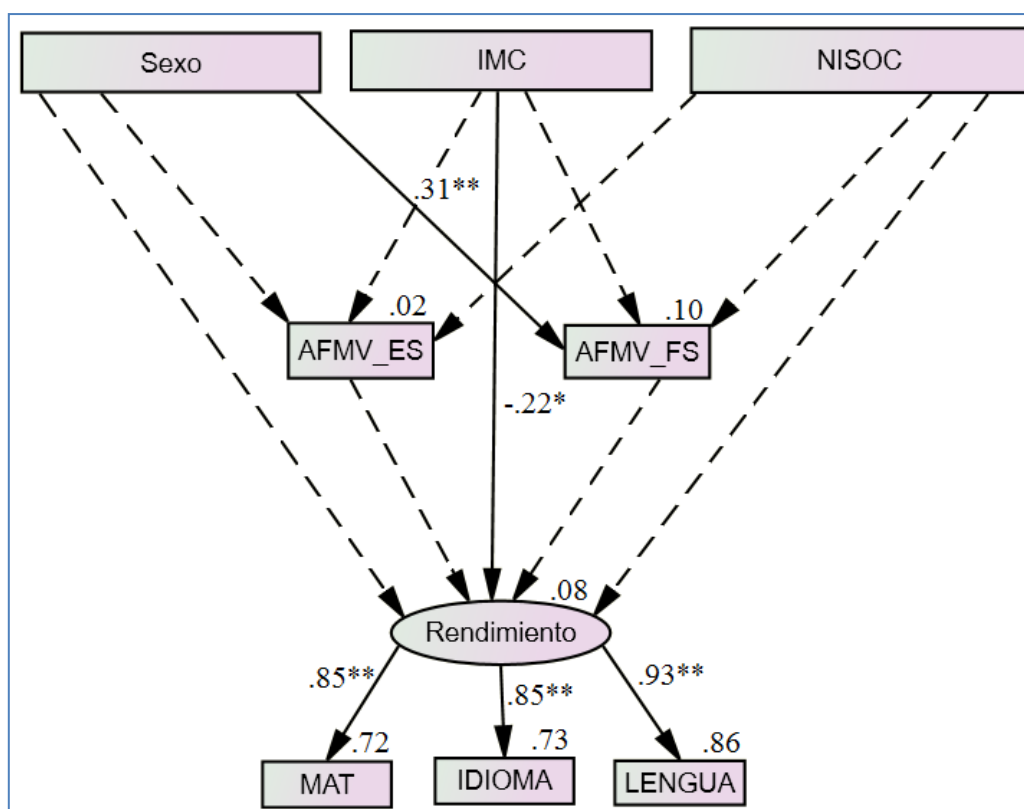 Sexo
IMC
NISOC
.31**
.02
.10
AFMV_ES
AFMV_FS
-.22*
.08
Rendimiento
.85**
.85**
.93**
.72
.73
.86
MAT
IDIOMA
LENGUA